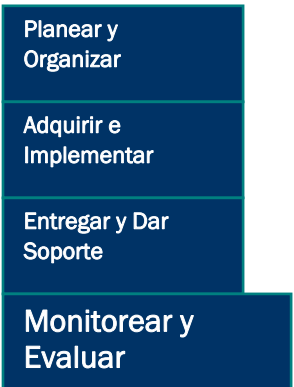 Planear y
Organizar
Adquirir e
Implementar
Entregar y Dar
Soporte
Monitorear y
Evaluar